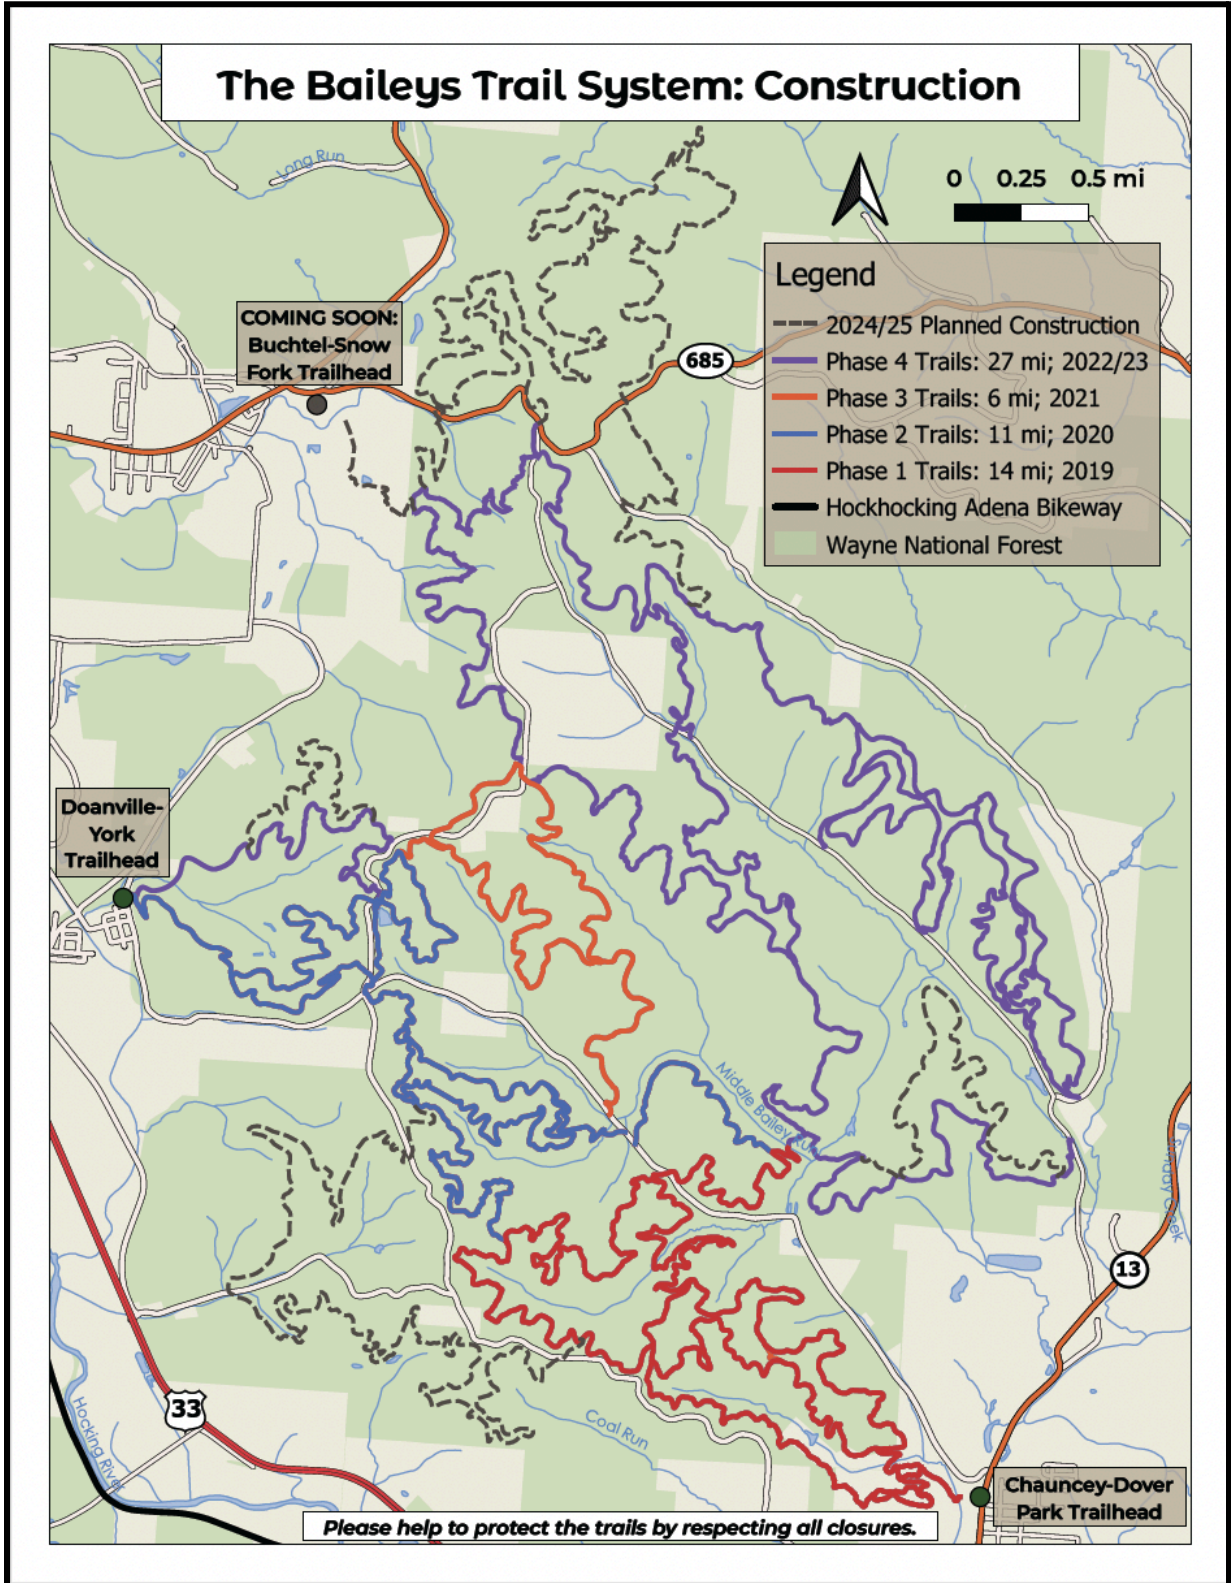 The Baileys Trail System: Construction
Long Run
0 0.25 0.5 mi
Legend
2024/25 Planned Construction
Phase 4 Trails: 27 mi; 2022/23
Phase 3 Trails: 6 mi; 2021
Phase 2 Trails: 11 mi; 2020
Phase 1 Trails: 14 mi; 2019
Hockhocking Adena Bikeway
Wayne National Forest
COMING SOON:
Buchtel-Snow
Fork Trailhead
685
Doanville-
York
Trailhead
Middle Bailey Run
13
33
Hocking River
Coal Run
Chauncey-Dover
Park Trailhead
Please help to protect the trails by respecting all closures.